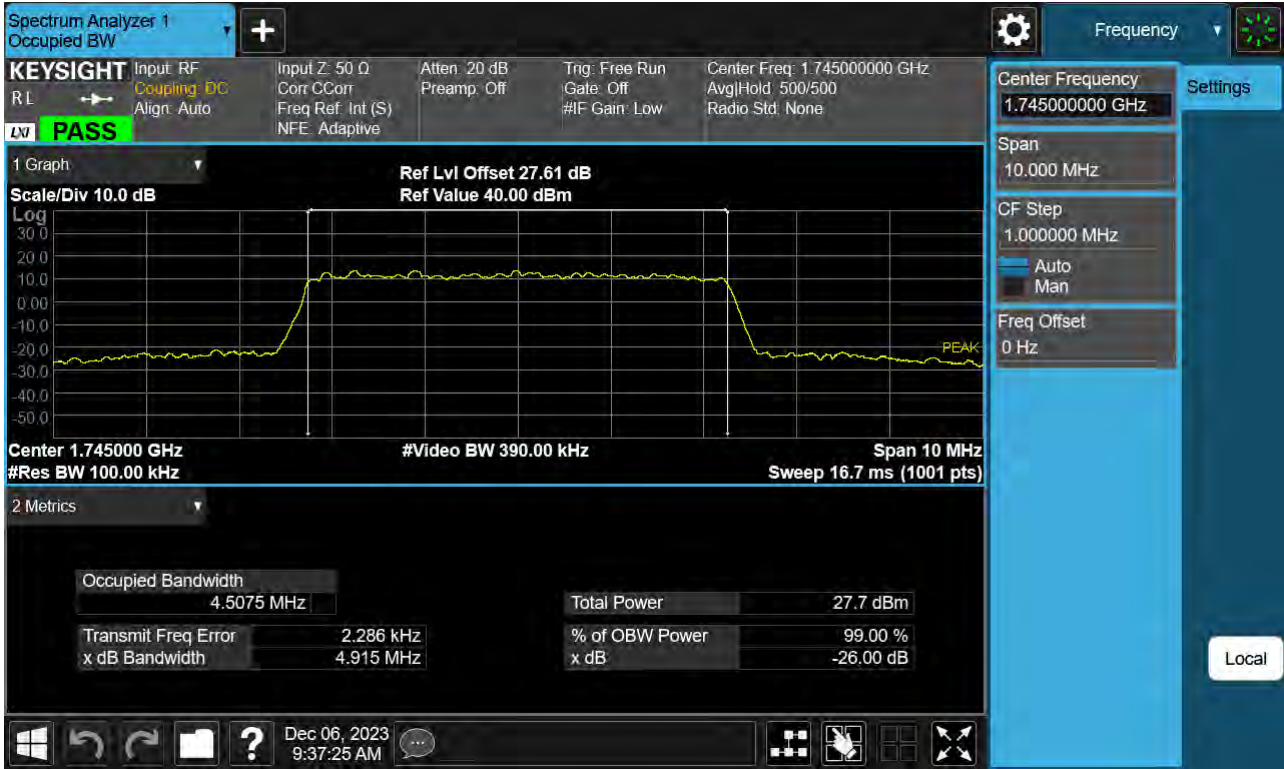 Spectrum Analyzer 1
Occupied BW
Frequency
KEYSIGHT
R L
LXI
PASS
Input: RF
Coupling: DC
Align: Auto
Input Z: 50 Ω
Corr CCorr
Freq Ref: Int (S)
NFE: Adaptive
Atten: 20 dB
Preamp: Off
Trig: Free Run
Gate: Off
#IF Gain: Low
Center Freq: 1.745000000 GHz
Avg|Hold: 500/500
Radio Std: None
1 Graph
Scale/Div 10.0 dB
Ref Lvl Offset 27.61 dB
Ref Value 40.00 dBm
Log
30.0
20.0
10.0
0.00
-10.0
-20.0
-30.0
-40.0
-50.0
PEAK
Center 1.745000 GHz
#Video BW 390.00 kHz
Span 10 MHz
#Res BW 100.00 kHz
Sweep 16.7 ms (1001 pts)
2 Metrics
Occupied Bandwidth
4.5075 MHz
Total Power 27.7 dBm
Transmit Freq Error 2.286 kHz
% of OBW Power 99.00 %
x dB Bandwidth 4.915 MHz
x dB -26.00 dB
Center Frequency
1.745000000 GHz
Settings
Span
10.000 MHz
CF Step
1.000000 MHz
Auto
Man
Freq Offset
0 Hz
Local
?
Dec 06, 2023
9:37:25 AM